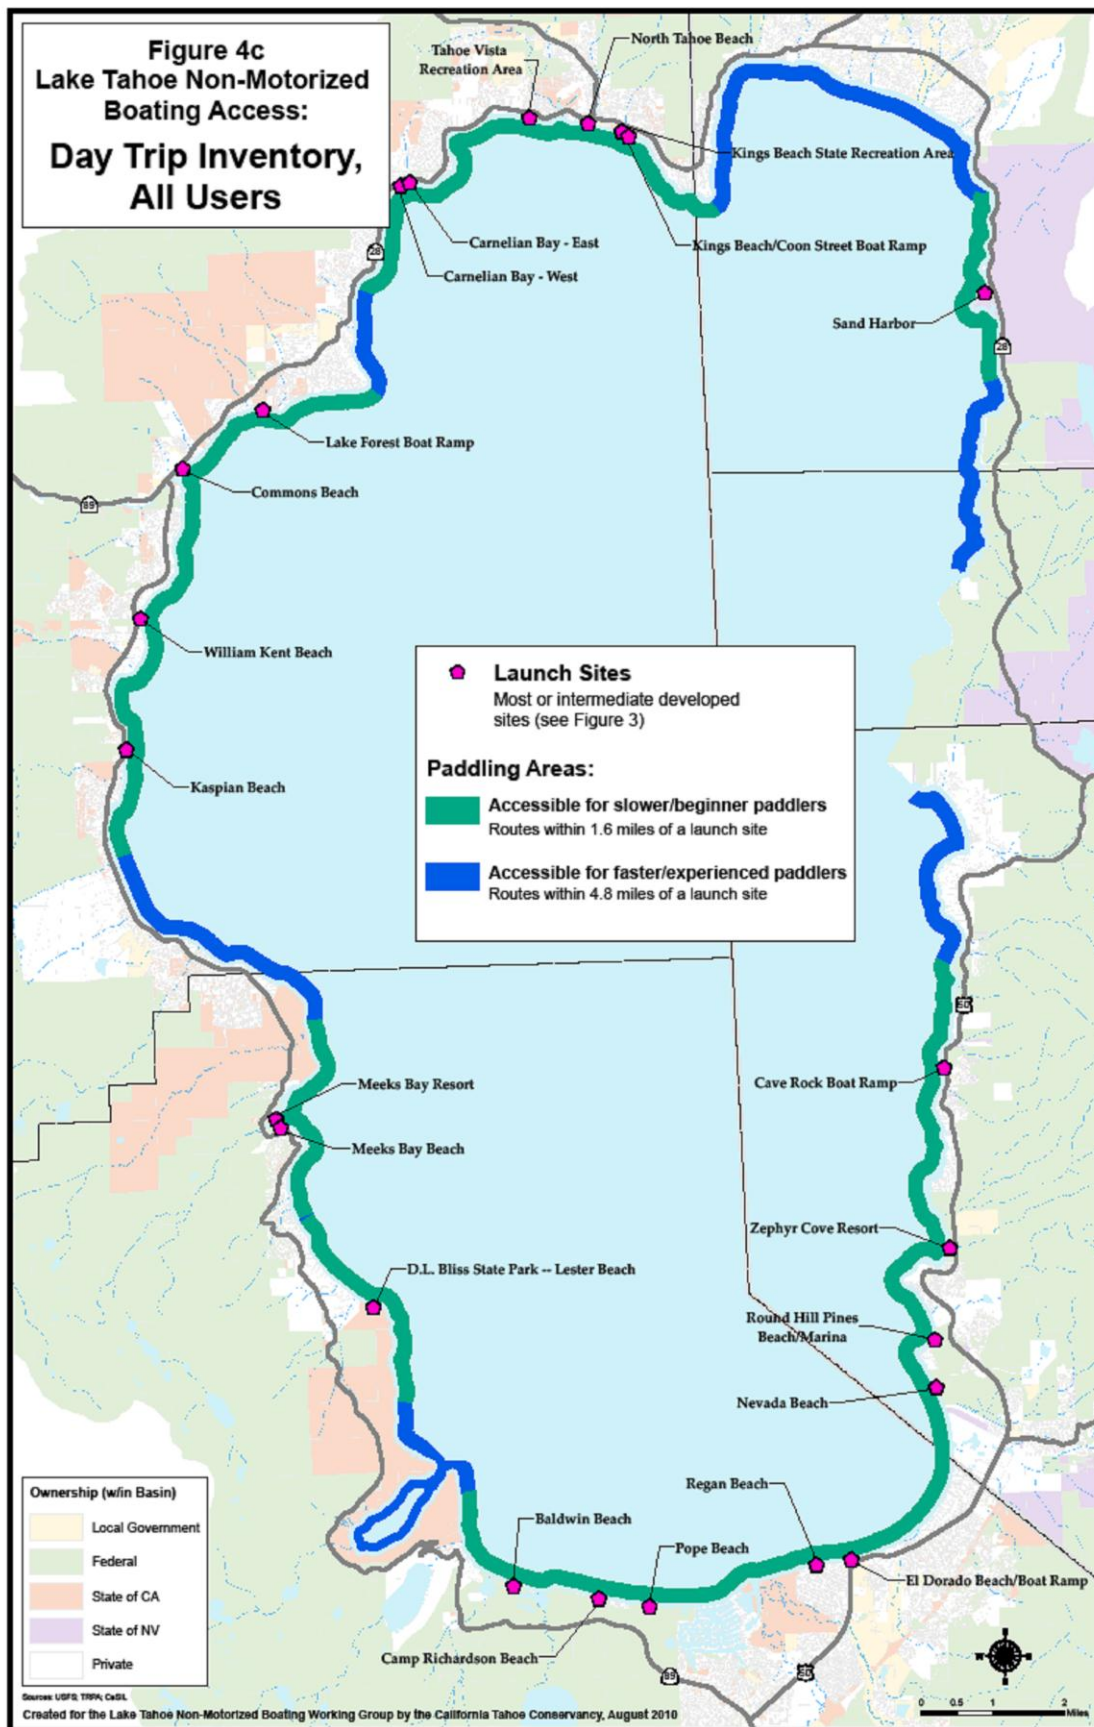 Figure 4c
Lake Tahoe Non-Motorized
Boating Access:
Day Trip Inventory,
All Users
Tahoe Vista
Recreation Area
North Tahoe Beach
Kings Beach State Recreation Area
Kings Beach/Coon Street Boat Ramp
Carnelian Bay - East
Carnelian Bay - West
28
Sand Harbor
28
Lake Forest Boat Ramp
Commons Beach
89
William Kent Beach
Kaspian Beach
Launch Sites
Most or intermediate developed
sites (see Figure 3)
Paddling Areas:
Accessible for slower/beginner paddlers
Routes within 1.6 miles of a launch site
Accessible for faster/experienced paddlers
Routes within 4.8 miles of a launch site
50
Cave Rock Boat Ramp
Meeks Bay Resort
Meeks Bay Beach
Zephyr Cove Resort
D.L. Bliss State Park -- Lester Beach
Round Hill Pines
Beach/Marina
Nevada Beach
Regan Beach
Baldwin Beach
Pope Beach
El Dorado Beach/Boat Ramp
Camp Richardson Beach
89
50
Ownership (w/in Basin)
Local Government
Federal
State of CA
State of NV
Private
N
W
E
S
0 0.5 1 2
Miles
Sources: USFS; TRPA; CaSIL
Created for the Lake Tahoe Non-Motorized Boating Working Group by the California Tahoe Conservancy, August 2010